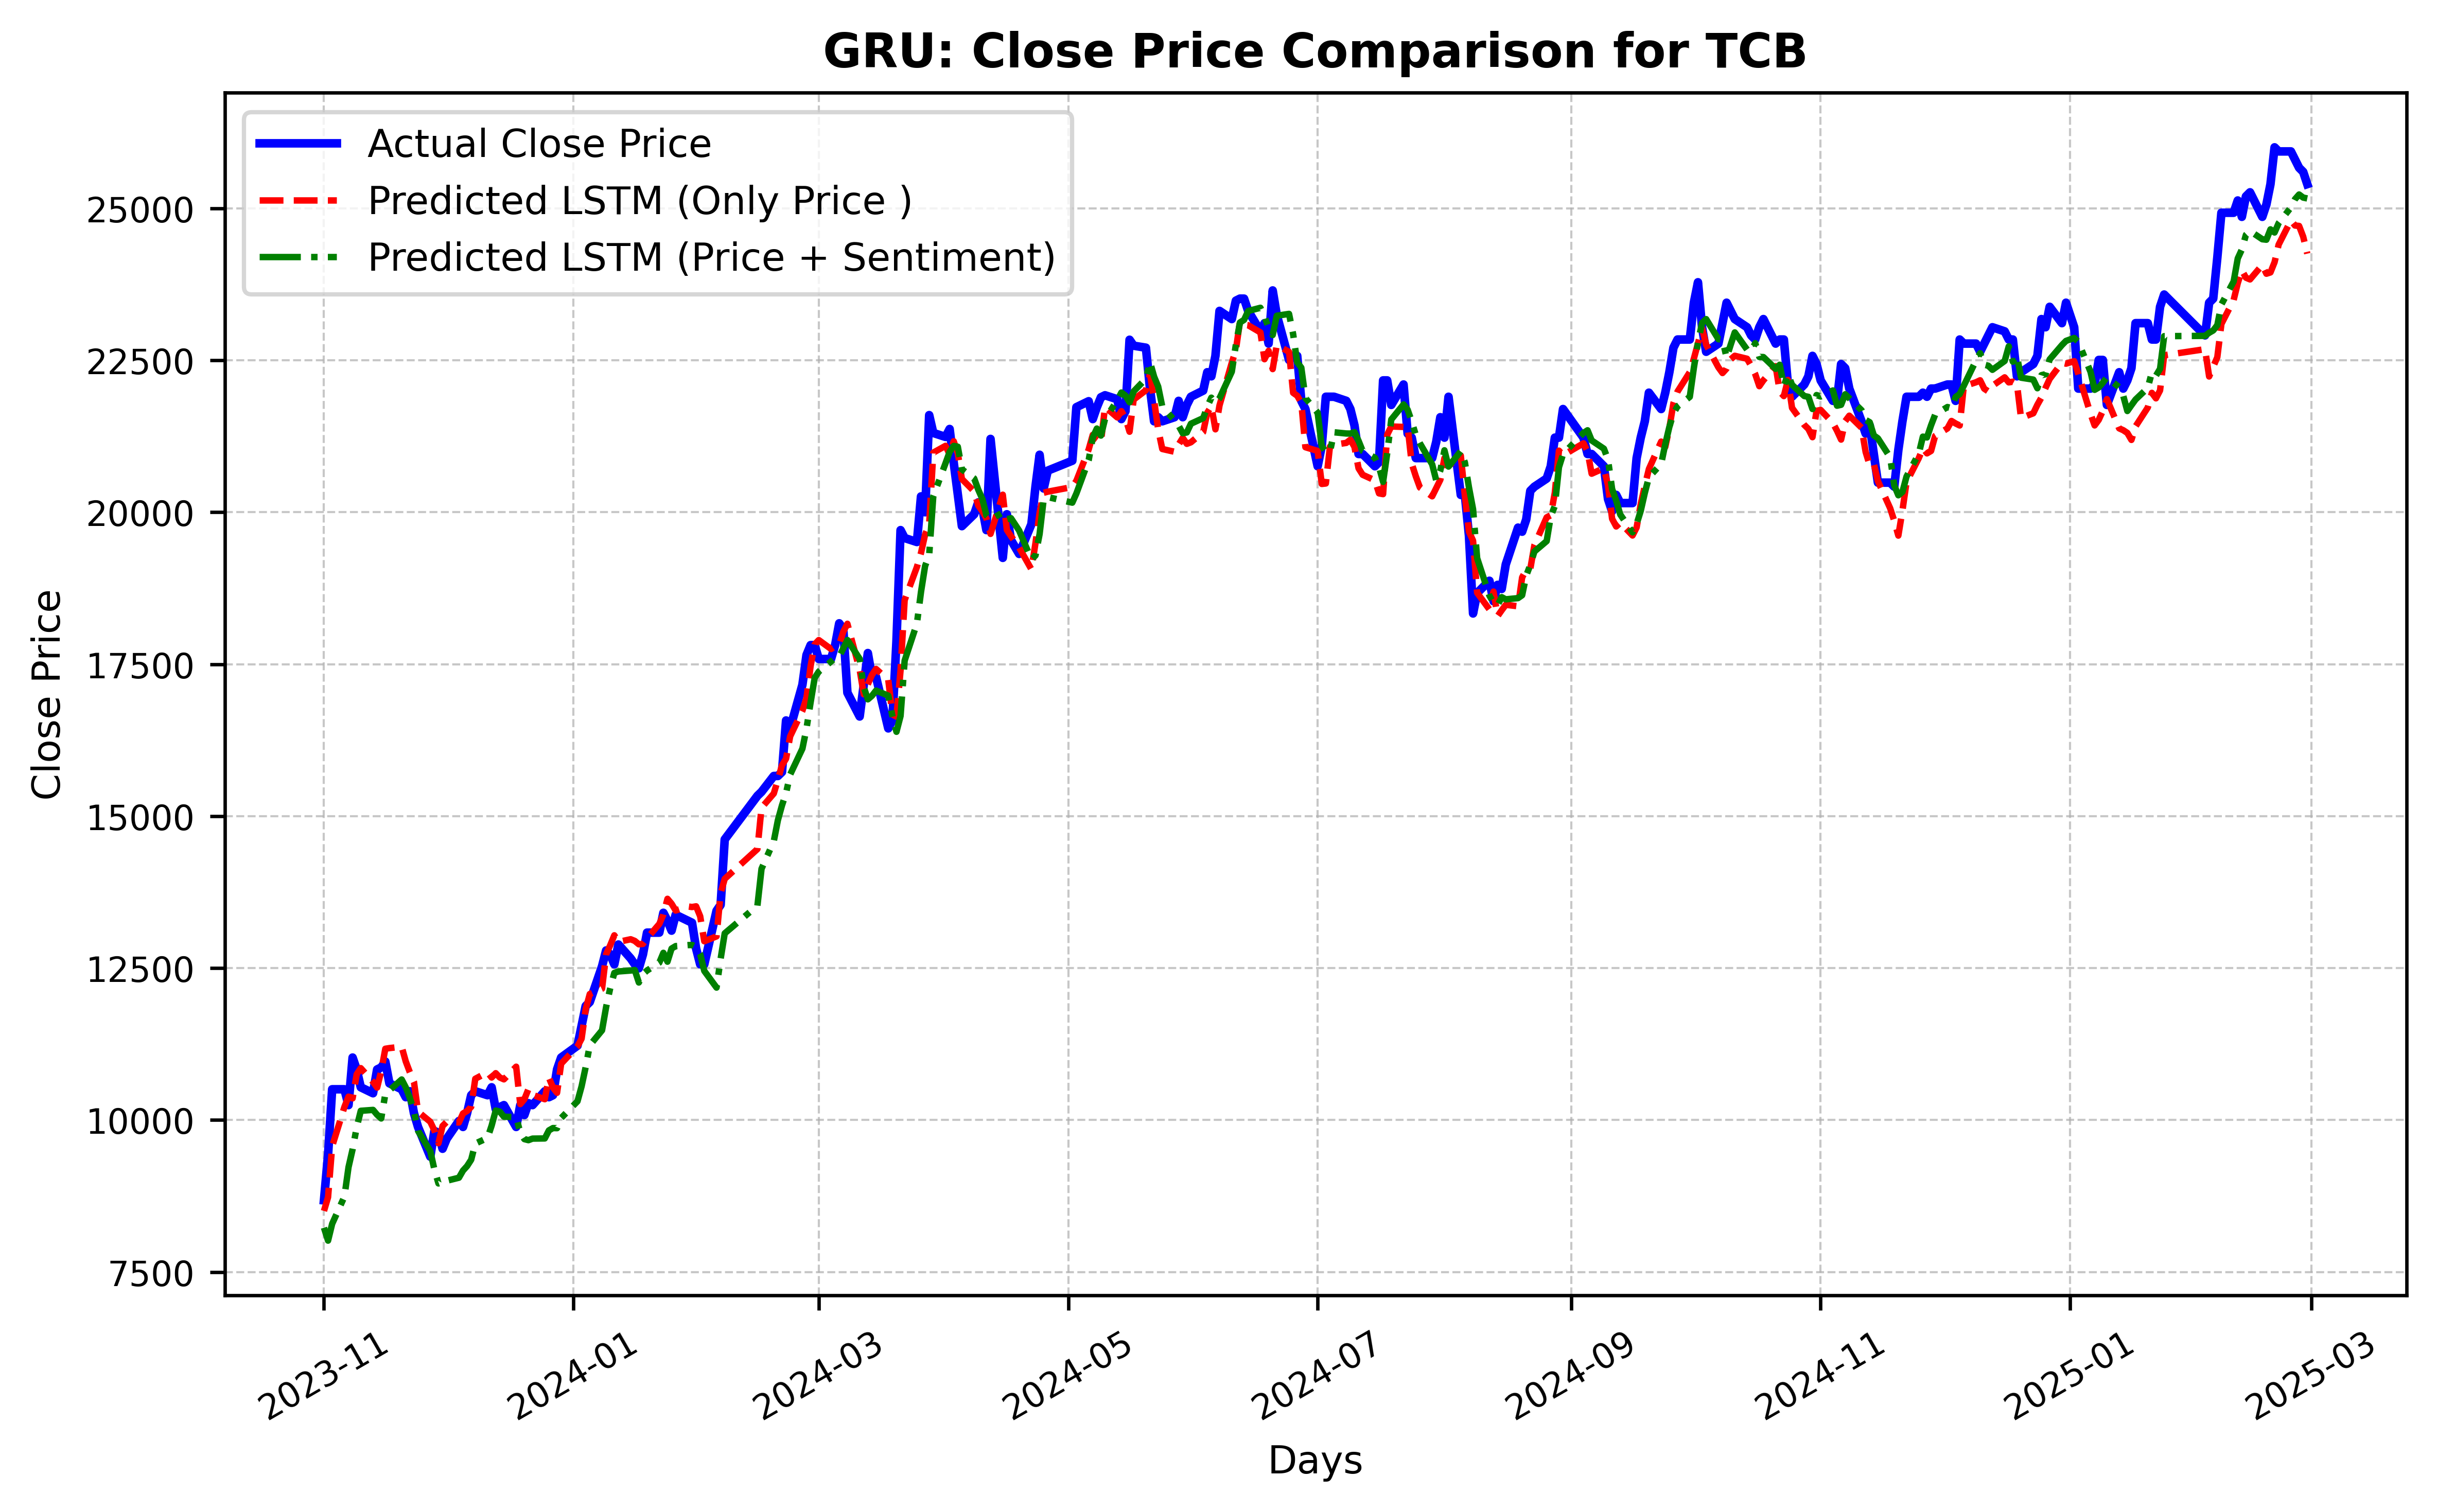 GRU: Close Price Comparison for TCB
Actual Close Price
Predicted LSTM (Only Price )
Predicted LSTM (Price + Sentiment)
Close Price
25000
22500
20000
17500
15000
12500
10000
7500
2023-11
2024-01
2024-03
2024-05
2024-07
2024-09
2024-11
2025-01
2025-03
Days